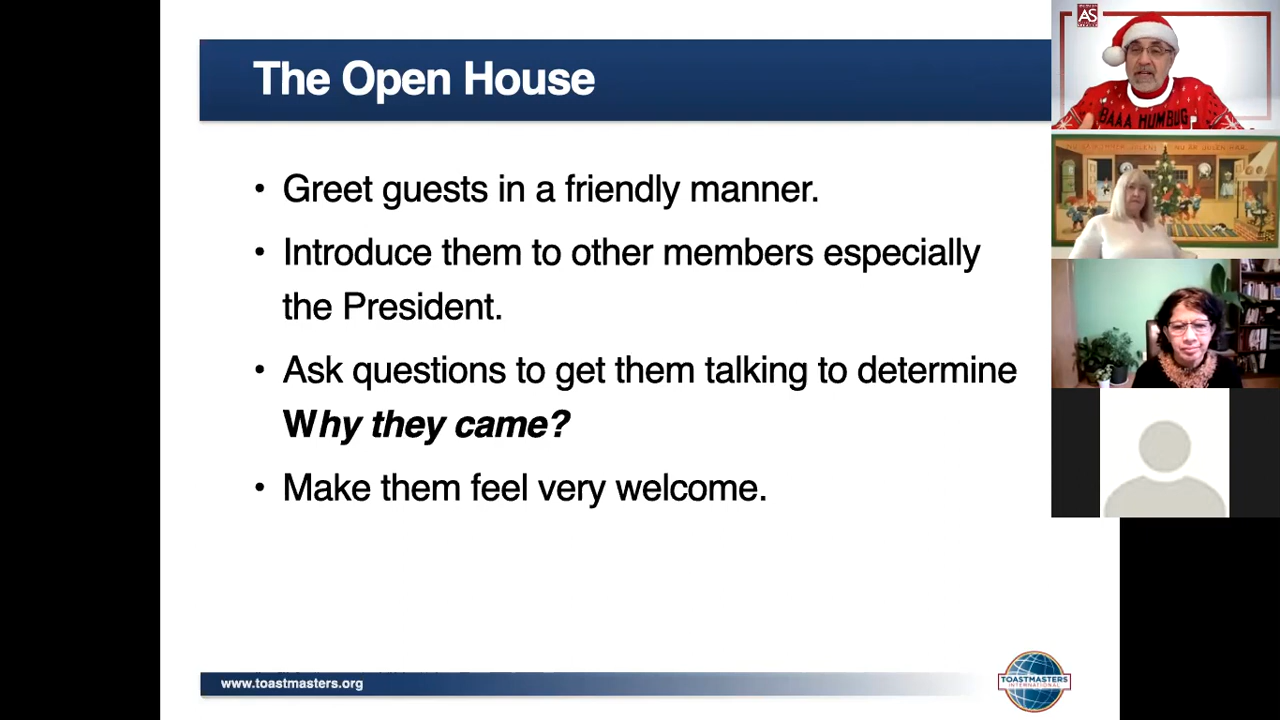 The Open House
• Greet guests in a friendly manner.
• Introduce them to other members especially
the President.
• Ask questions to get them talking to determine
Why they came?
• Make them feel very welcome.
www.toastmasters.org
TOASTMASTERS
INTERNATIONAL
AS
BAAA HUMBUG